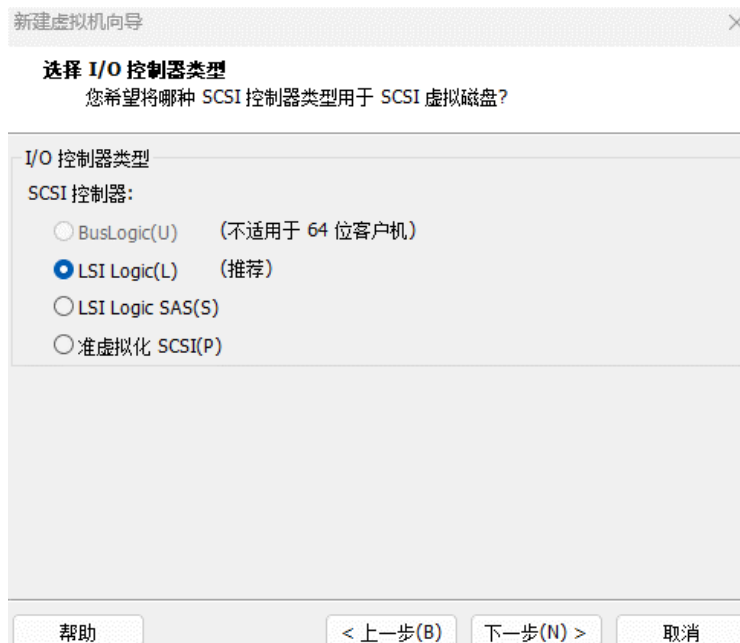 新建虚拟机向导
选择 I/O 控制器类型
您希望将哪种 SCSI 控制器类型用于 SCSI 虚拟磁盘?
I/O 控制器类型
SCSI 控制器:
BusLogic(U) (不适用于 64 位客户机)
LSI Logic(L) (推荐)
LSI Logic SAS(S)
准虚拟化 SCSI(P)
帮助 < 上一步(B) 下一步(N) > 取消